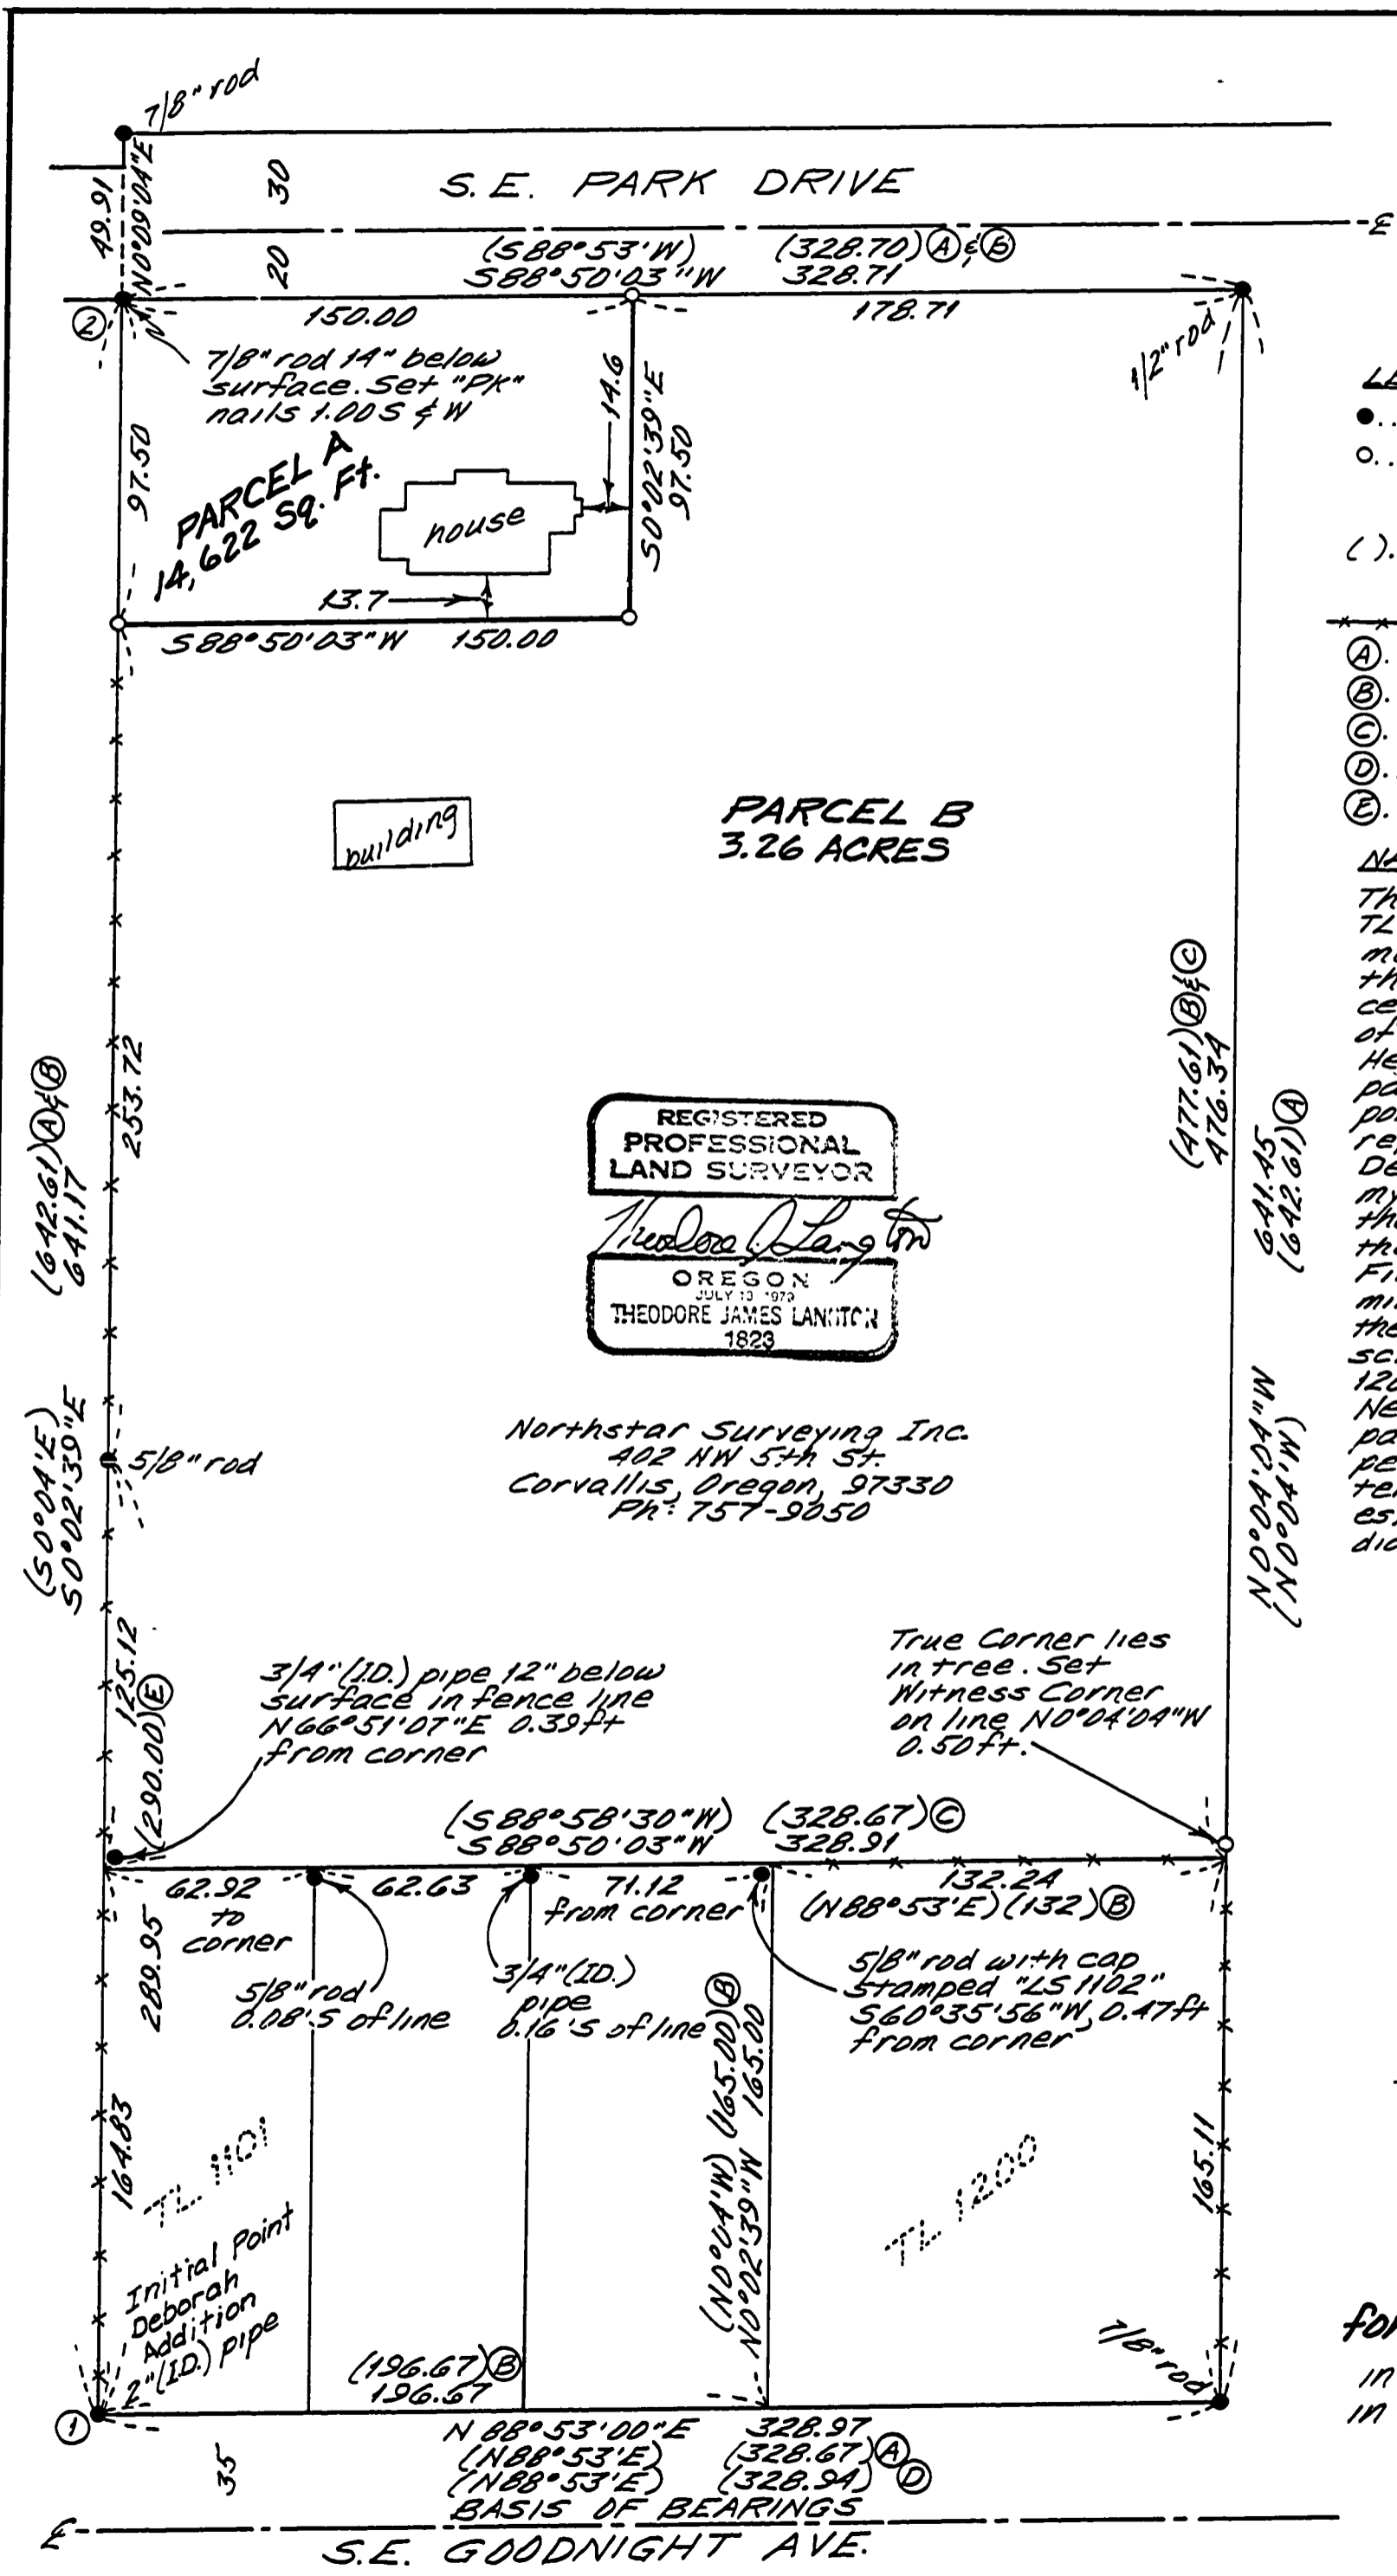 7/8" rod
49.91
N0°09'04"E
30
S.E. PARK DRIVE
20
(S88°53'W) (328.70) Ⓐ & Ⓑ
S88°50'03"W 328.71
②
150.00
178.71
1/2" rod
7/8" rod 14" below
surface. Set "PK"
nails 1.00 S & W
97.50
PARCEL A
14,622 Sq. Ft.
house
14.6
S0°02'39"E
97.50
13.7
S88°50'03"W 150.00
( ).
Ⓐ.
Ⓑ.
Ⓒ.
Ⓓ.
Ⓔ.
building
PARCEL B
3.26 ACRES
253.72
(642.61) Ⓐ & Ⓑ
641.17
(477.61) Ⓑ & Ⓒ
476.34
641.45
(642.61) Ⓐ
REGISTERED
PROFESSIONAL
LAND SURVEYOR
Theodore J Langton
OREGON
JULY 13 1979
THEODORE JAMES LANGTON
1823
(S0°04'E)
S0°02'39"E
5/8" rod
Northstar Surveying Inc.
402 NW 5th St.
Corvallis, Oregon, 97330
Ph: 757-9050
N0°04'04"W
(N0°04'W)
125.12
(290.00) Ⓔ
3/4" (I.D.) pipe 12" below
surface in fence line
N66°51'07"E 0.39ft
from corner
True Corner lies
in tree. Set
Witness Corner
on line N0°04'04"W
0.50 ft.
(S88°58'30"W) (328.67) Ⓒ
S88°50'03"W 328.91
62.92
to
corner
62.63
71.12
from corner
132.24
(N88°53'E) (132) Ⓑ
289.95
5/8" rod
0.08'S of line
3/4" (I.D.)
pipe
0.16'S of line
5/8" rod with cap
stamped "LS 1102"
S60°35'56"W, 0.47ft
from corner
164.83
TL 1101
(N0°04'W) (165.00) Ⓑ
N0°02'39"W 165.00
TL 1200
165.11
Initial Point
Deborah
Addition
2" (I.D.) pipe
(196.67) Ⓑ
196.67
7/8" rod
①
35
N88°53'00"E 328.97
(N88°53'E) (328.67) Ⓐ
(N88°53'E) (328.94) Ⓓ
BASIS OF BEARINGS
S.E. GOODNIGHT AVE.